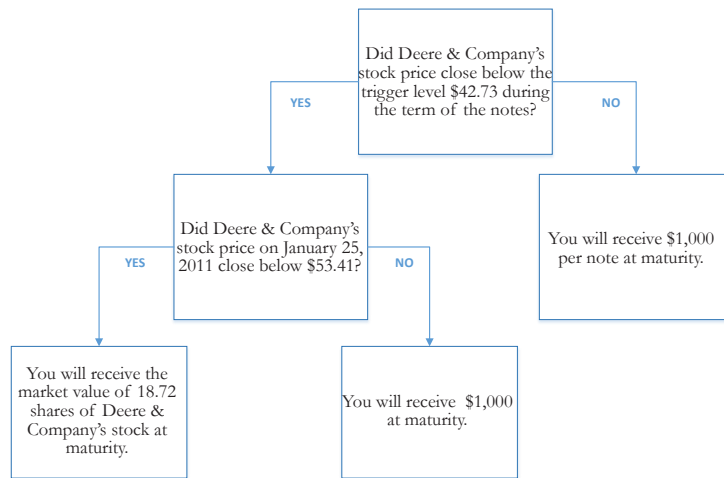 Did Deere & Company's
stock price close below the
trigger level $42.73 during
the term of the notes?
YES
NO
Did Deere & Company's
stock price on January 25,
2011 close below $53.41?
You will receive $1,000
per note at maturity.
YES
NO
You will receive the
market value of 18.72
shares of Deere &
Company's stock at
maturity.
You will receive $1,000
at maturity.